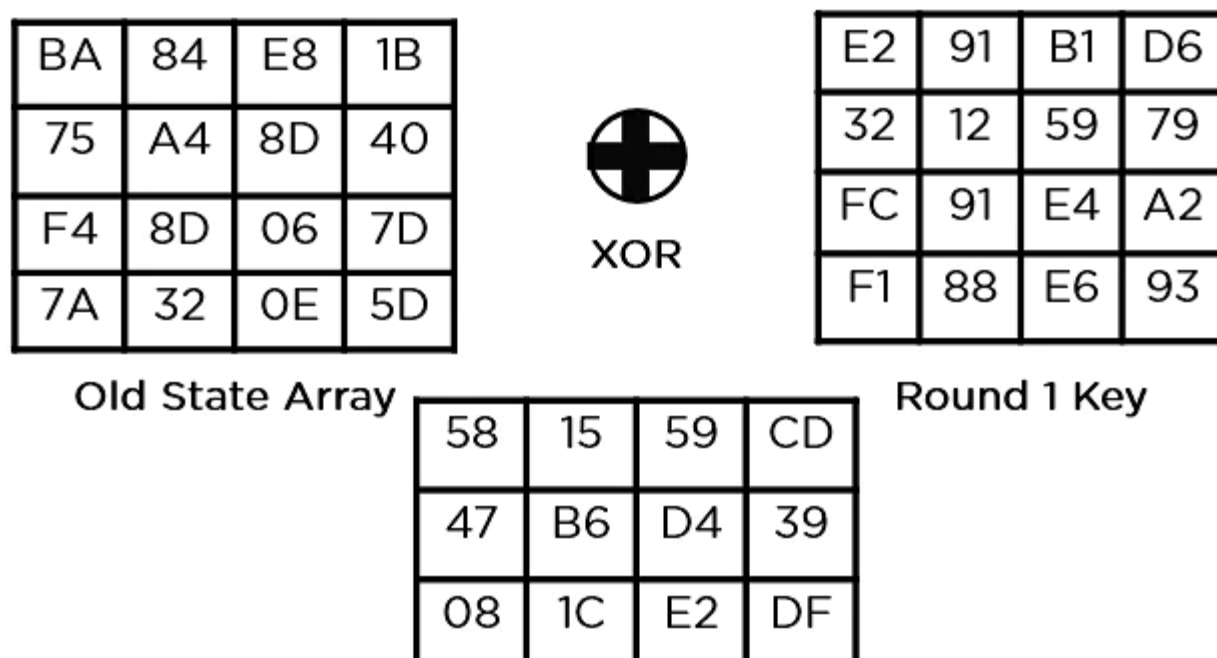 BA 84 E8 1B
75 A4 8D 40
F4 8D 06 7D
7A 32 0E 5D
Old State Array
XOR
E2 91 B1 D6
32 12 59 79
FC 91 E4 A2
F1 88 E6 93
Round 1 Key
58 15 59 CD
47 B6 D4 39
08 1C E2 DF